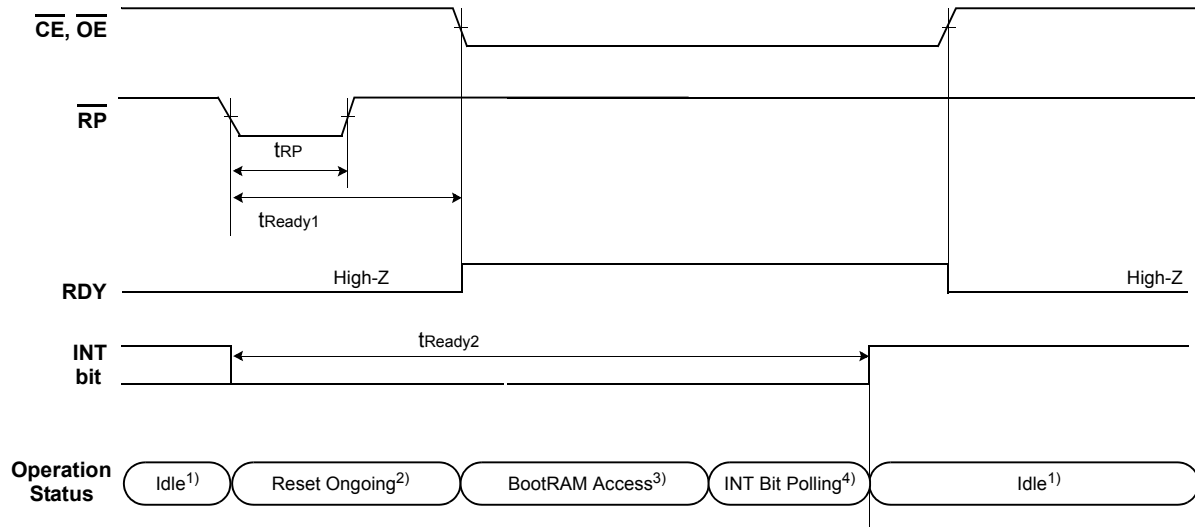 CE, OE
RP
tRP
tReady1
High-Z
High-Z
RDY
tReady2
INT
bit
Operation
Status
Idle1)
Reset Ongoing2)
BootRAM Access3)
INT Bit Polling4)
Idle1)